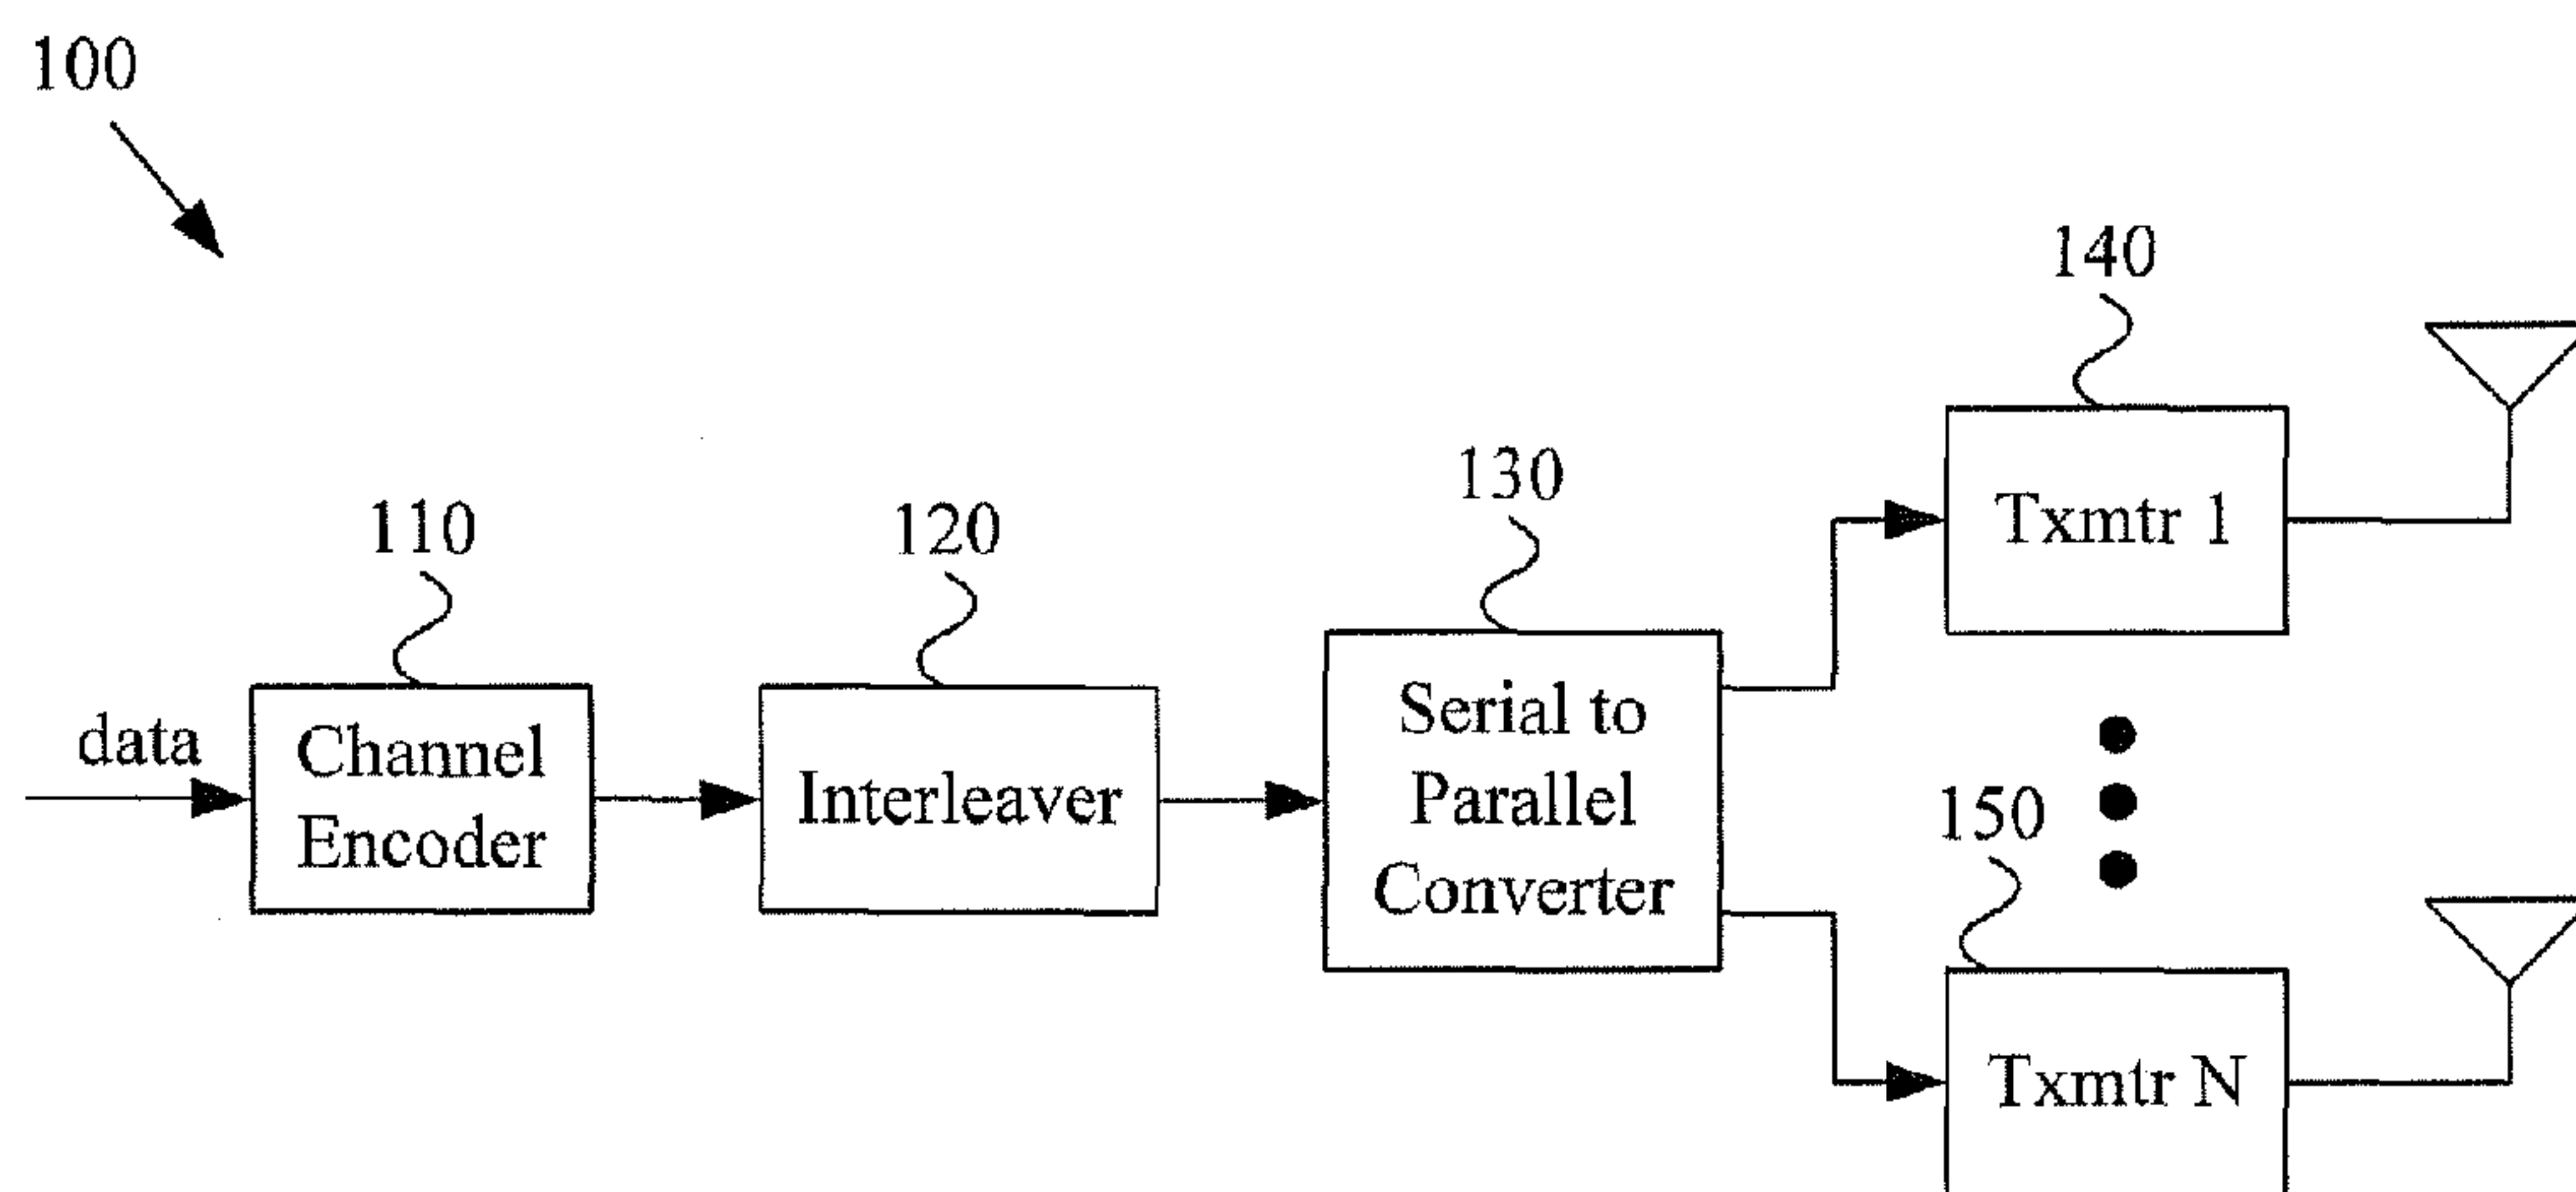 100
140
130
110
120
Txmtr 1
data
Channel
Encoder
Interleaver
Serial to
Parallel
Converter
150
Txmtr N